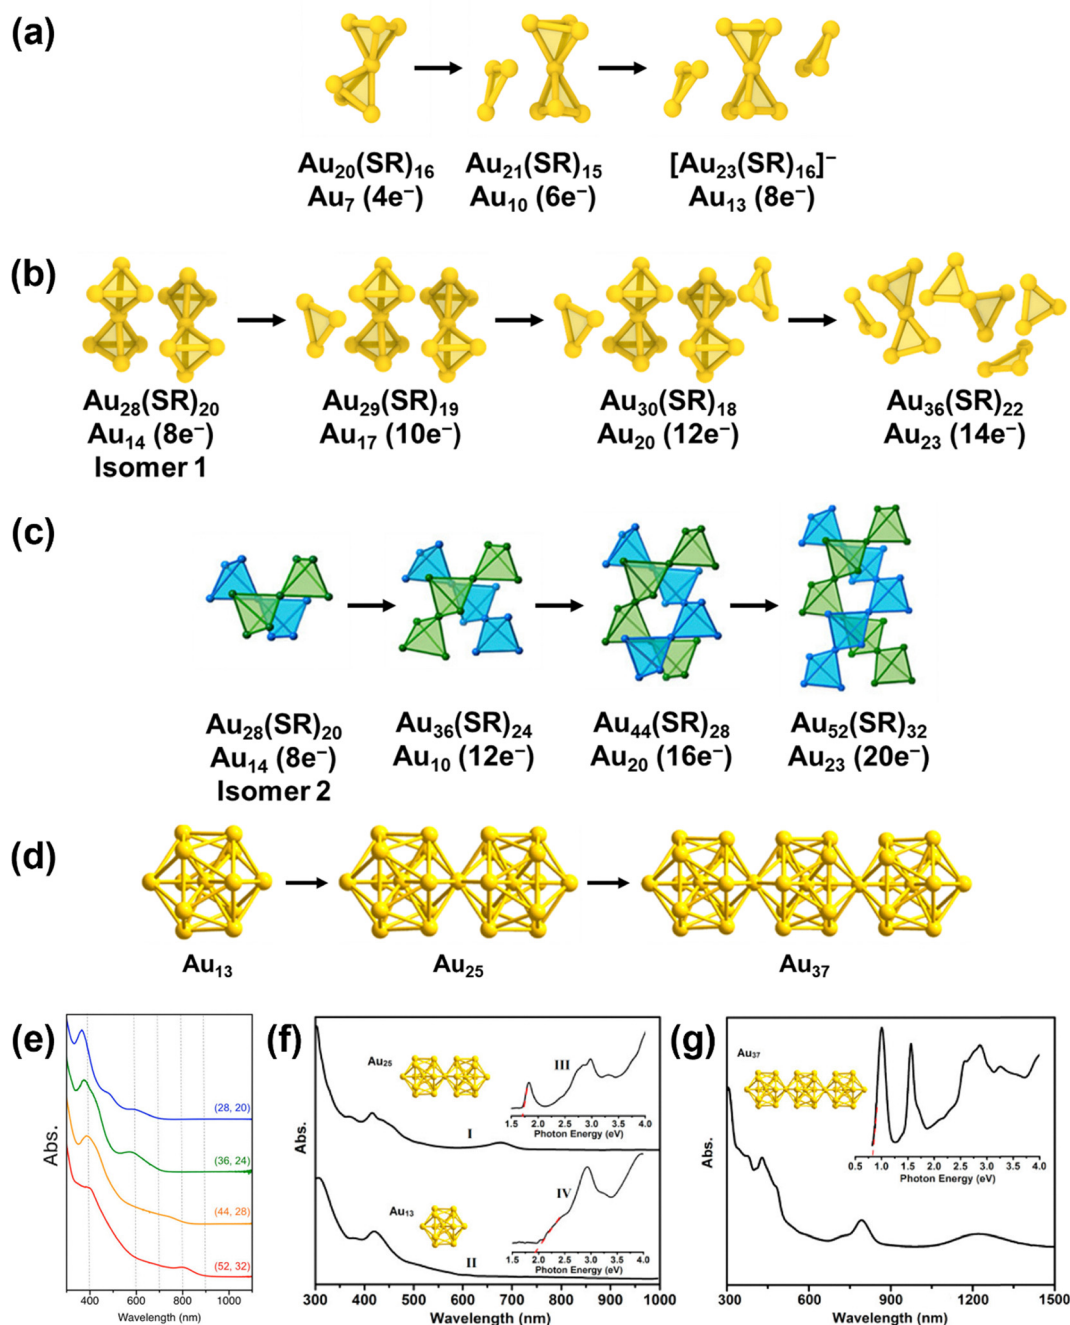 (a)
Au₂₀(SR)₁₆ Au₂₁(SR)₁₅ [Au₂₃(SR)₁₆]⁻
Au₇ (4e⁻) Au₁₀ (6e⁻) Au₁₃ (8e⁻)
(b)
Au₂₈(SR)₂₀ Au₂₉(SR)₁₉ Au₃₀(SR)₁₈ Au₃₆(SR)₂₂
Au₁₄ (8e⁻) Au₁₇ (10e⁻) Au₂₀ (12e⁻) Au₂₃ (14e⁻)
Isomer 1
(c)
Au₂₈(SR)₂₀ Au₃₆(SR)₂₄ Au₄₄(SR)₂₈ Au₅₂(SR)₃₂
Au₁₄ (8e⁻) Au₁₀ (12e⁻) Au₂₀ (16e⁻) Au₂₃ (20e⁻)
Isomer 2
(d)
Au₁₃ Au₂₅ Au₃₇
(e)
Abs.
(28, 20)
(36, 24)
(44, 28)
(52, 32)
400 600 800 1000
Wavelength (nm)
(f)
Abs.
Au₂₅
III
1.5 2.0 2.5 3.0 3.5 4.0
Photon Energy (eV)
I
Au₁₃
IV
1.5 2.0 2.5 3.0 3.5 4.0
Photon Energy (eV)
II
300 400 500 600 700 800 900 1000
Wavelength (nm)
(g)
Abs.
Au₃₇
0.5 1.0 1.5 2.0 2.5 3.0 3.5 4.0
Photon Energy (eV)
300 600 900 1200 1500
Wavelength (nm)